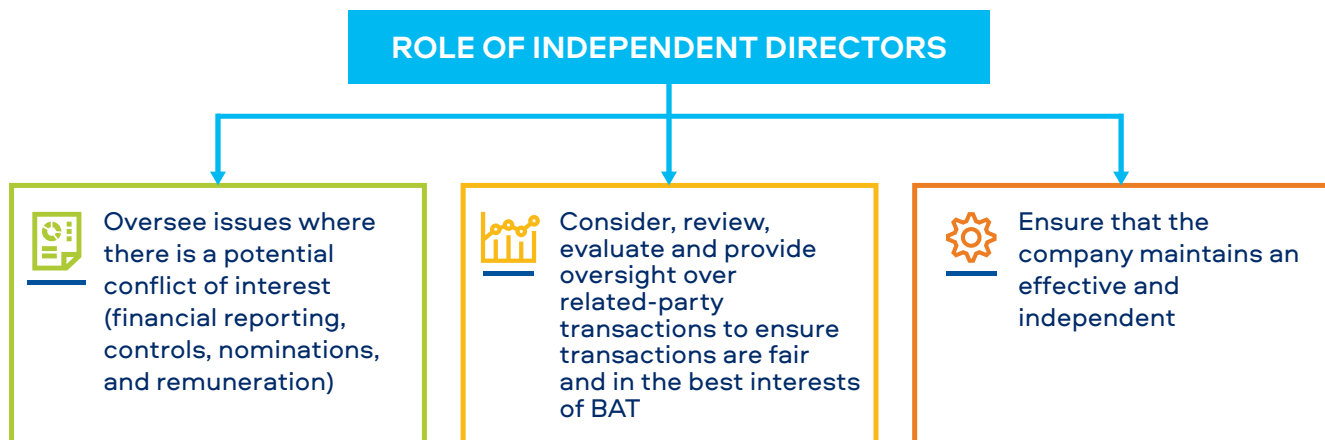 ROLE OF INDEPENDENT DIRECTORS
Oversee issues where
there is a potential
conflict of interest
(financial reporting,
controls, nominations,
and remuneration)
Consider, review,
evaluate and provide
oversight over
related-party
transactions to ensure
transactions are fair
and in the best interests
of BAT
Ensure that the
company maintains an
effective and
independent